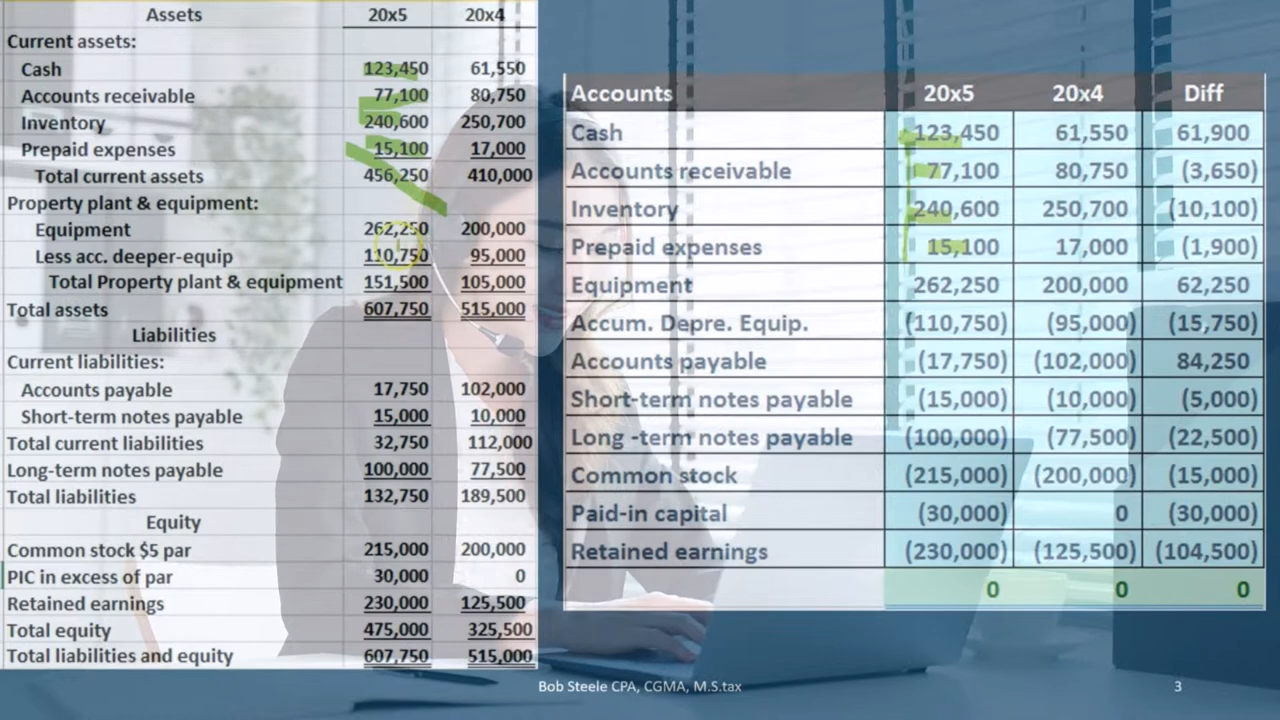 Assets 20x5 20x4
Current assets:
Cash 123,450 61,550
Accounts receivable 77,100 80,750
Inventory 240,600 250,700
Prepaid expenses 15,100 17,000
Total current assets 456,250 410,000
Property plant & equipment:
Equipment 262,250 200,000
Less acc. deeper-equip 110,750 95,000
Total Property plant & equipment 151,500 105,000
Total assets 607,750 515,000
Liabilities
Current liabilities:
Accounts payable 17,750 102,000
Short-term notes payable 15,000 10,000
Total current liabilities 32,750 112,000
Long-term notes payable 100,000 77,500
Total liabilities 132,750 189,500
Equity
Common stock $5 par 215,000 200,000
PIC in excess of par 30,000 0
Retained earnings 230,000 125,500
Total equity 475,000 325,500
Total liabilities and equity 607,750 515,000
Accounts 20x5 20x4 Diff
Cash 123,450 61,550 61,900
Accounts receivable 77,100 80,750 (3,650)
Inventory 240,600 250,700 (10,100)
Prepaid expenses 15,100 17,000 (1,900)
Equipment 262,250 200,000 62,250
Accum. Depre. Equip. (110,750) (95,000) (15,750)
Accounts payable (17,750) (102,000) 84,250
Short-term notes payable (15,000) (10,000) (5,000)
Long -term notes payable (100,000) (77,500) (22,500)
Common stock (215,000) (200,000) (15,000)
Paid-in capital (30,000) 0 (30,000)
Retained earnings (230,000) (125,500) (104,500)
0 0 0
Bob Steele CPA, CGMA, M.S.tax 3